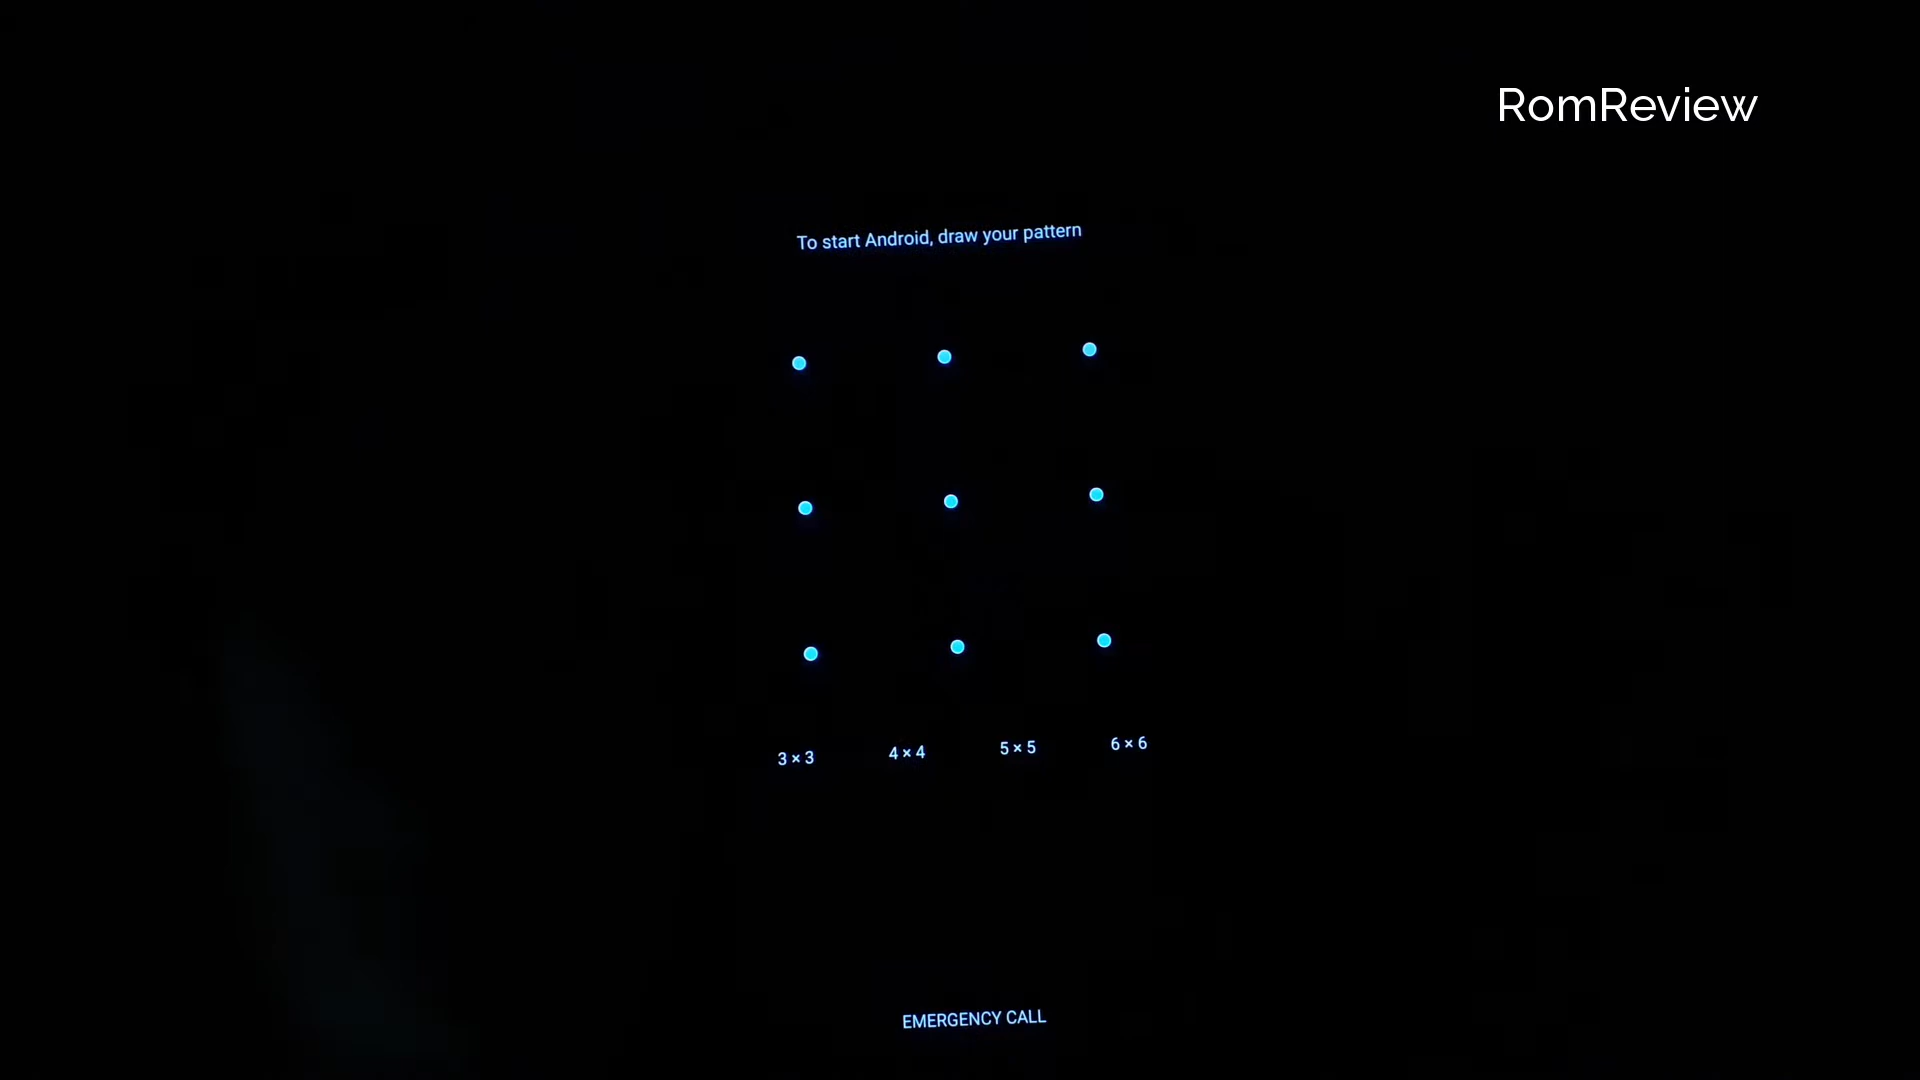 RomReview
To start Android, draw your pattern
3 × 3 4 × 4 5 × 5 6 × 6
EMERGENCY CALL